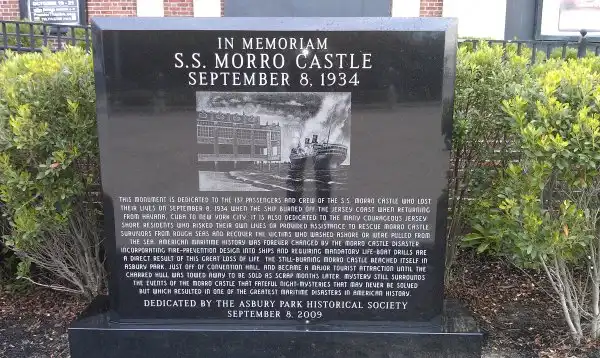 IN MEMORIAM
S.S. MORRO CASTLE
SEPTEMBER 8, 1934
THIS MONUMENT IS DEDICATED TO THE 137 PASSENGERS AND CREW OF THE S.S. MORRO CASTLE WHO LOST
THEIR LIVES ON SEPTEMBER 8, 1934 WHEN THE SHIP BURNED OFF THE JERSEY COAST WHEN RETURNING
FROM HAVANA, CUBA TO NEW YORK CITY. IT IS ALSO DEDICATED TO THE MANY COURAGEOUS JERSEY
SHORE RESIDENTS WHO RISKED THEIR OWN LIVES OR PROVIDED ASSISTANCE TO RESCUE MORRO CASTLE
SURVIVORS FROM ROUGH SEAS AND RECOVER THE VICTIMS WHO WASHED ASHORE OR WERE PULLED FROM
THE SEA. AMERICAN MARITIME HISTORY WAS FOREVER CHANGED BY THE MORRO CASTLE DISASTER
INCORPORATING FIRE-PREVENTION DESIGN INTO SHIPS AND REQUIRING MANDATORY LIFE-BOAT DRILLS ARE
A DIRECT RESULT OF THIS GREAT LOSS OF LIFE. THE STILL-BURNING MORRO CASTLE BEACHED ITSELF IN
ASBURY PARK, JUST OFF OF CONVENTION HALL, AND BECAME A MAJOR TOURIST ATTRACTION UNTIL THE
CHARRED HULL WAS TOWED AWAY TO BE SOLD AS SCRAP MONTHS LATER. MYSTERY STILL SURROUNDS
THE EVENTS OF THE MORRO CASTLE THAT FATEFUL NIGHT-MYSTERIES THAT MAY NEVER BE SOLVED
BUT WHICH RESULTED IN ONE OF THE GREATEST MARITIME DISASTERS IN AMERICAN HISTORY.
DEDICATED BY THE ASBURY PARK HISTORICAL SOCIETY
SEPTEMBER 8, 2009